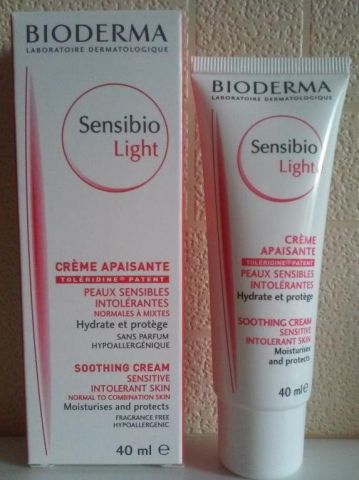 BIODERMA
LABORATOIRE DERMATOLOGIQUE
Sensibio
Light
CRÈME APAISANTE
TOLÉRIDINE® PATENT
PEAUX SENSIBLES
INTOLÉRANTES
NORMALES À MIXTES
Hydrate et protège
SANS PARFUM
HYPOALLERGÉNIQUE
SOOTHING CREAM
SENSITIVE
INTOLERANT SKIN
NORMAL TO COMBINATION SKIN
Moisturises and protects
FRAGRANCE FREE
HYPOALLERGENIC
40 ml ℮
BIODERMA
LABORATOIRE DERMATOLOGIQUE
Sensibio
Light
CRÈME
APAISANTE
TOLÉRIDINE® PATENT
PEAUX SENSIBLES
INTOLÉRANTES
Hydrate et protège
SOOTHING CREAM
SENSITIVE
INTOLERANT SKIN
Moisturises
and protects
40 ml ℮